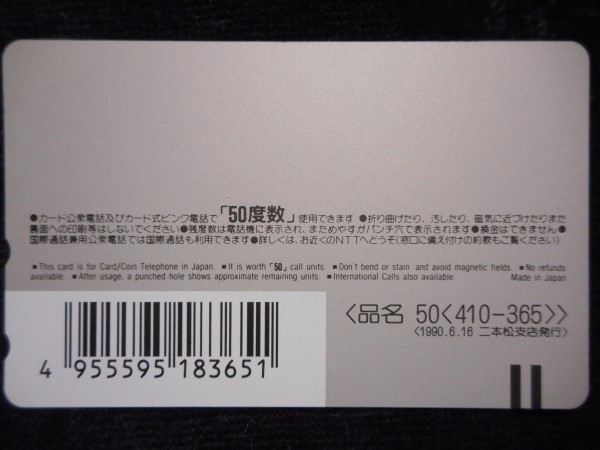 ●カード公衆電話及びカード式ピンク電話で「50度数」使用できます ●折り曲げたり、汚したり、磁気に近づけたりまた
裏面への印刷等はしないでください●残度数は電話機に表示され、まためやすがパンチ穴で表示されます●換金はできません●
国際通話兼用公衆電話では国際通話も利用できます●詳しくは、お近くのNTTへどうぞ(窓口に備え付けの約款もご覧ください)
■This card is for Card/Coin Telephone in Japan. ■It is worth「50」call units. ■Don't bend or stain and avoid magnetic fields. ■No refunds
available. ■After usage, a punched hole shows approximate remaining units. ■International Calls also available. Made in Japan
〈品名 50〈410-365〉〉
〈1990.6.16 二本松支店発行〉
4 955595 183651